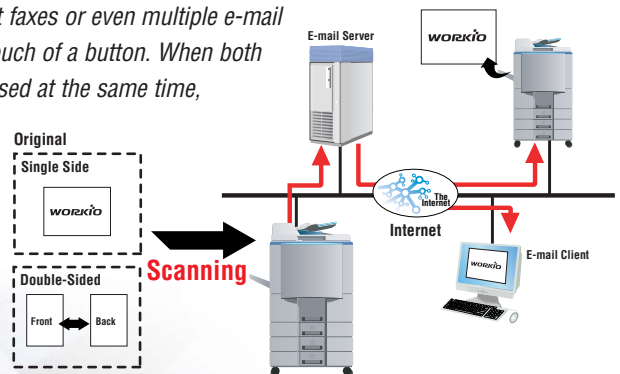 t faxes or even multiple e-mail
ouch of a button. When both
sed at the same time,
E-mail Server
WORKiO
Original
Single Side
WORKiO
The
Internet
Internet
Scanning
E-mail Client
WORKiO
Double-Sided
Front
Back